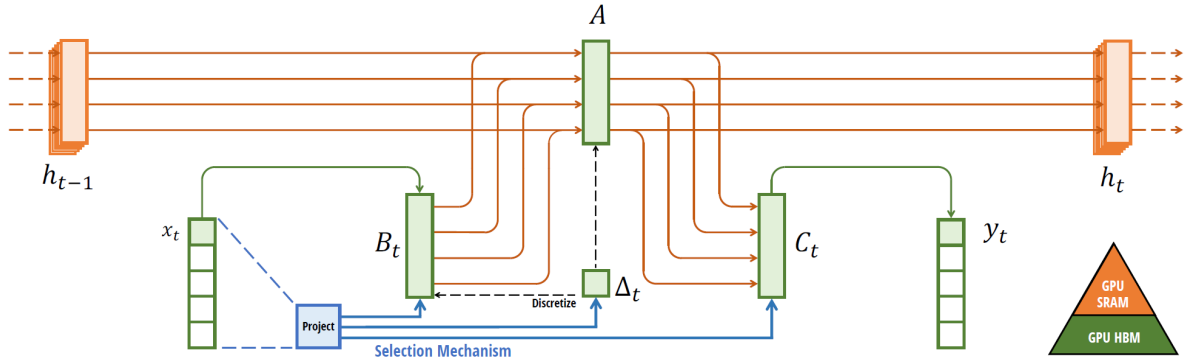 A
h_{t-1}
h_t
x_t
B_t
C_t
y_t
Δ_t
Discretize
Project
Selection Mechanism
GPU
SRAM
GPU HBM